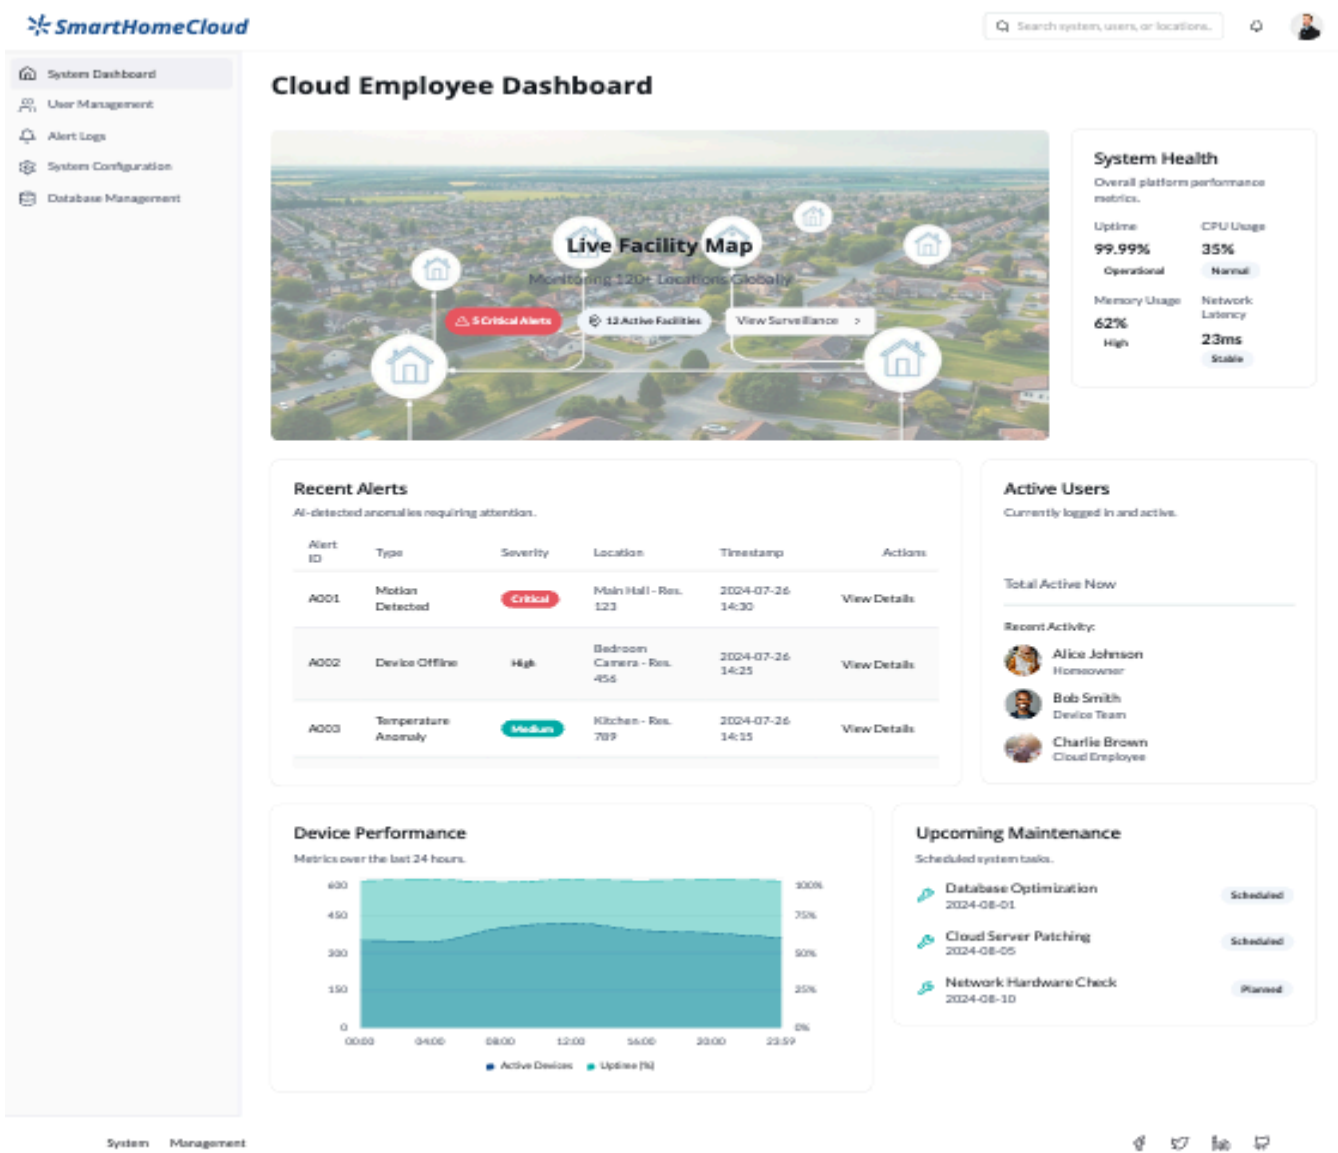 SmartHomeCloud
Search system, users, or locations..
System Dashboard
User Management
Alert Logs
System Configuration
Database Management
Cloud Employee Dashboard
Live Facility Map
Monitoring 120+ Locations Globally
5 Critical Alerts
12 Active Facilities
View Surveillance
System Health
Overall platform performance
metrics.
Uptime
CPU Usage
99.99%
35%
Operational
Normal
Memory Usage
Network
Latency
62%
23ms
High
Stable
Recent Alerts
AI-detected anomalies requiring attention.
Alert
ID
Type
Severity
Location
Timestamp
Actions
A001
Motion
Detected
Critical
Main Hall - Res.
123
2024-07-26
14:30
View Details
A002
Device Offline
High
Bedroom
Camera - Res.
456
2024-07-26
14:25
View Details
A003
Temperature
Anomaly
Medium
Kitchen - Res.
789
2024-07-26
14:15
View Details
Active Users
Currently logged in and active.
Total Active Now
Recent Activity:
Alice Johnson
Homeowner
Bob Smith
Device Team
Charlie Brown
Cloud Employee
Device Performance
Metrics over the last 24 hours.
600
450
300
150
0
100%
75%
50%
25%
0%
00:00
04:00
08:00
12:00
16:00
20:00
23:59
Active Devices
Uptime (%)
Upcoming Maintenance
Scheduled system tasks.
Database Optimization
2024-08-01
Scheduled
Cloud Server Patching
2024-08-05
Scheduled
Network Hardware Check
2024-08-10
Planned
System
Management